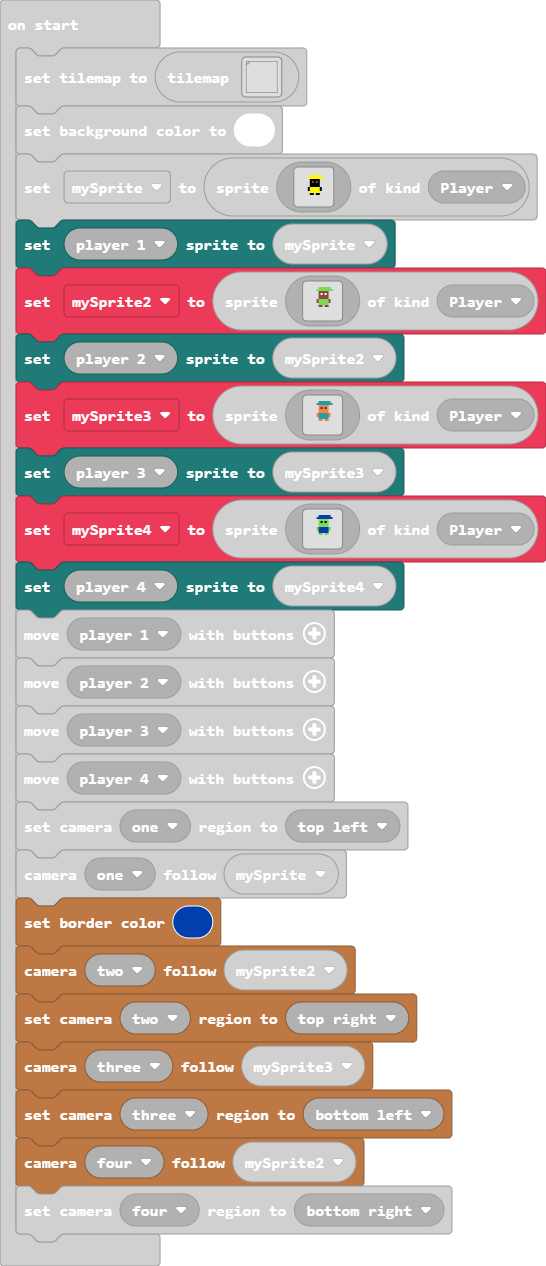 on start
set tilemap to tilemap
set background color to
set mySprite to sprite of kind Player
set player 1 sprite to mySprite
set mySprite2 to sprite of kind Player
set player 2 sprite to mySprite2
set mySprite3 to sprite of kind Player
set player 3 sprite to mySprite3
set mySprite4 to sprite of kind Player
set player 4 sprite to mySprite4
move player 1 with buttons
move player 2 with buttons
move player 3 with buttons
move player 4 with buttons
set camera one region to top left
camera one follow mySprite
set border color
camera two follow mySprite2
set camera two region to top right
camera three follow mySprite3
set camera three region to bottom left
camera four follow mySprite2
set camera four region to bottom right